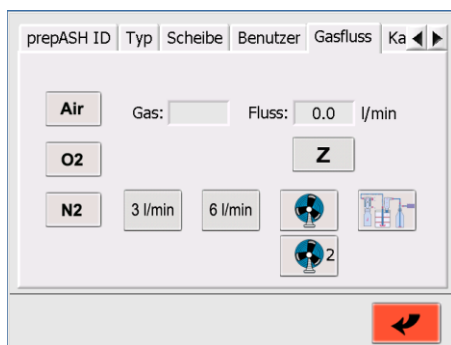 prepASH ID Typ Scheibe Benutzer Gasfluss Ka
Air Gas: Fluss: 0.0 l/min
O2 Z
N2 3 l/min 6 l/min
2